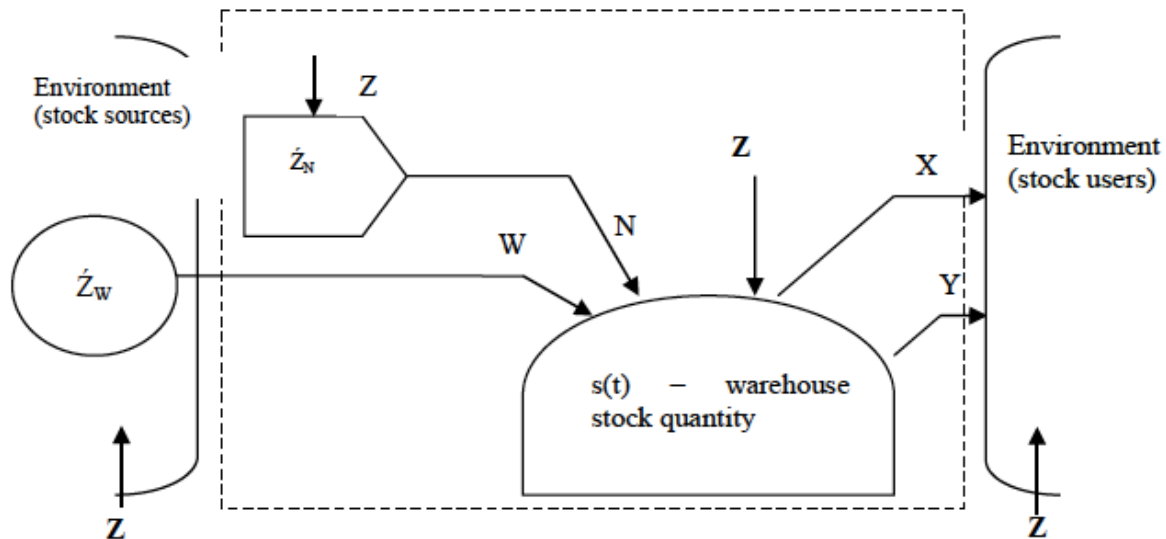 Environment
(stock sources)
Z
Ź_N
Z
X
Environment
(stock users)
N
W
Ź_W
Y
s(t) – warehouse
stock quantity
Z
Z